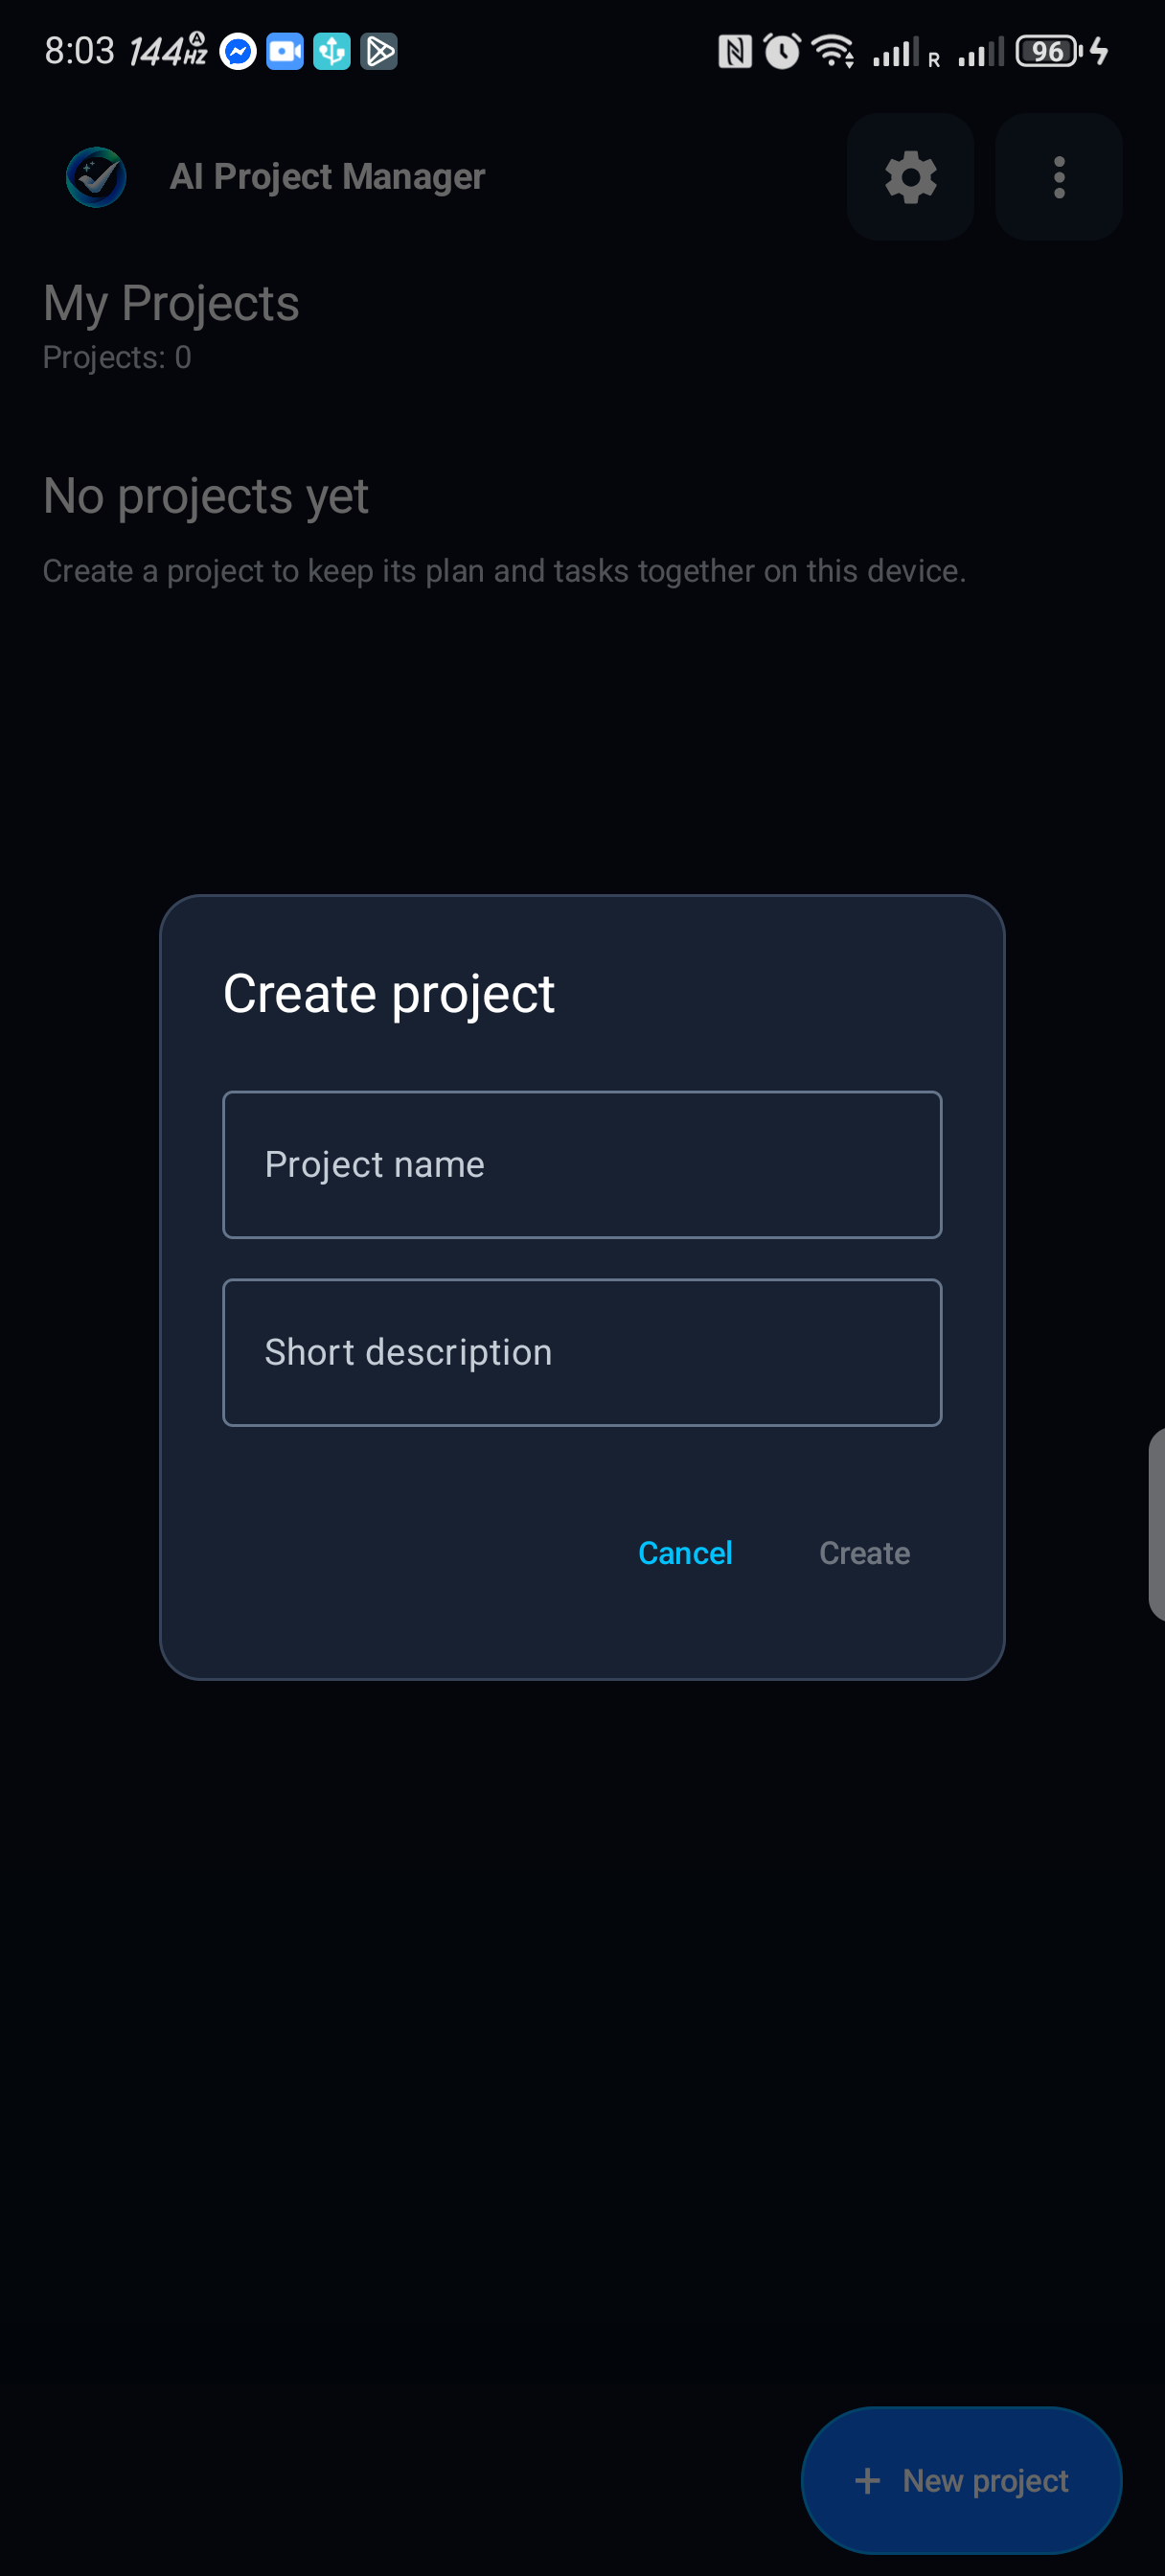 8:03 144HZ A
R 96
AI Project Manager
My Projects
Projects: 0
No projects yet
Create a project to keep its plan and tasks together on this device.
Create project
Project name
Short description
Cancel Create
+ New project